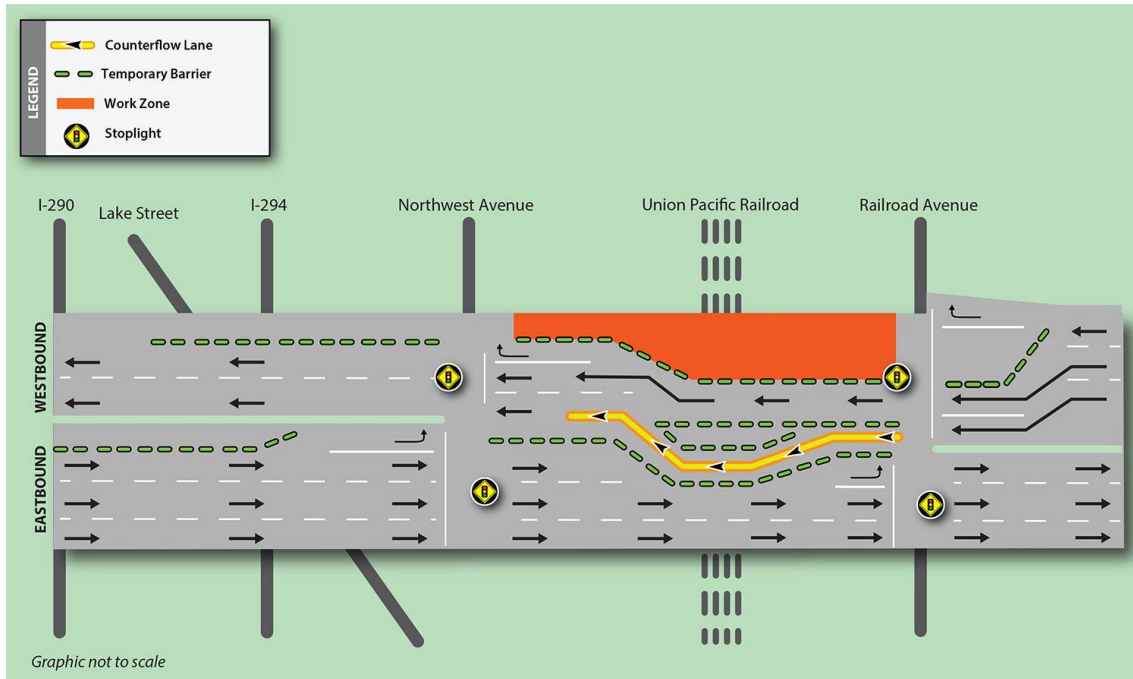 LEGEND
Counterflow Lane
Temporary Barrier
Work Zone
Stoplight
I-290
Lake Street
I-294
Northwest Avenue
Union Pacific Railroad
Railroad Avenue
WESTBOUND
EASTBOUND
Graphic not to scale